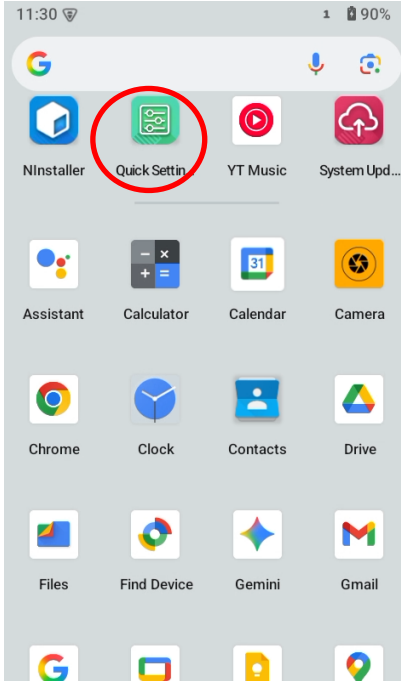 11:30 1 90%
NInstaller Quick Settin... YT Music System Upd...
31
Assistant Calculator Calendar Camera
Chrome Clock Contacts Drive
Files Find Device Gemini Gmail